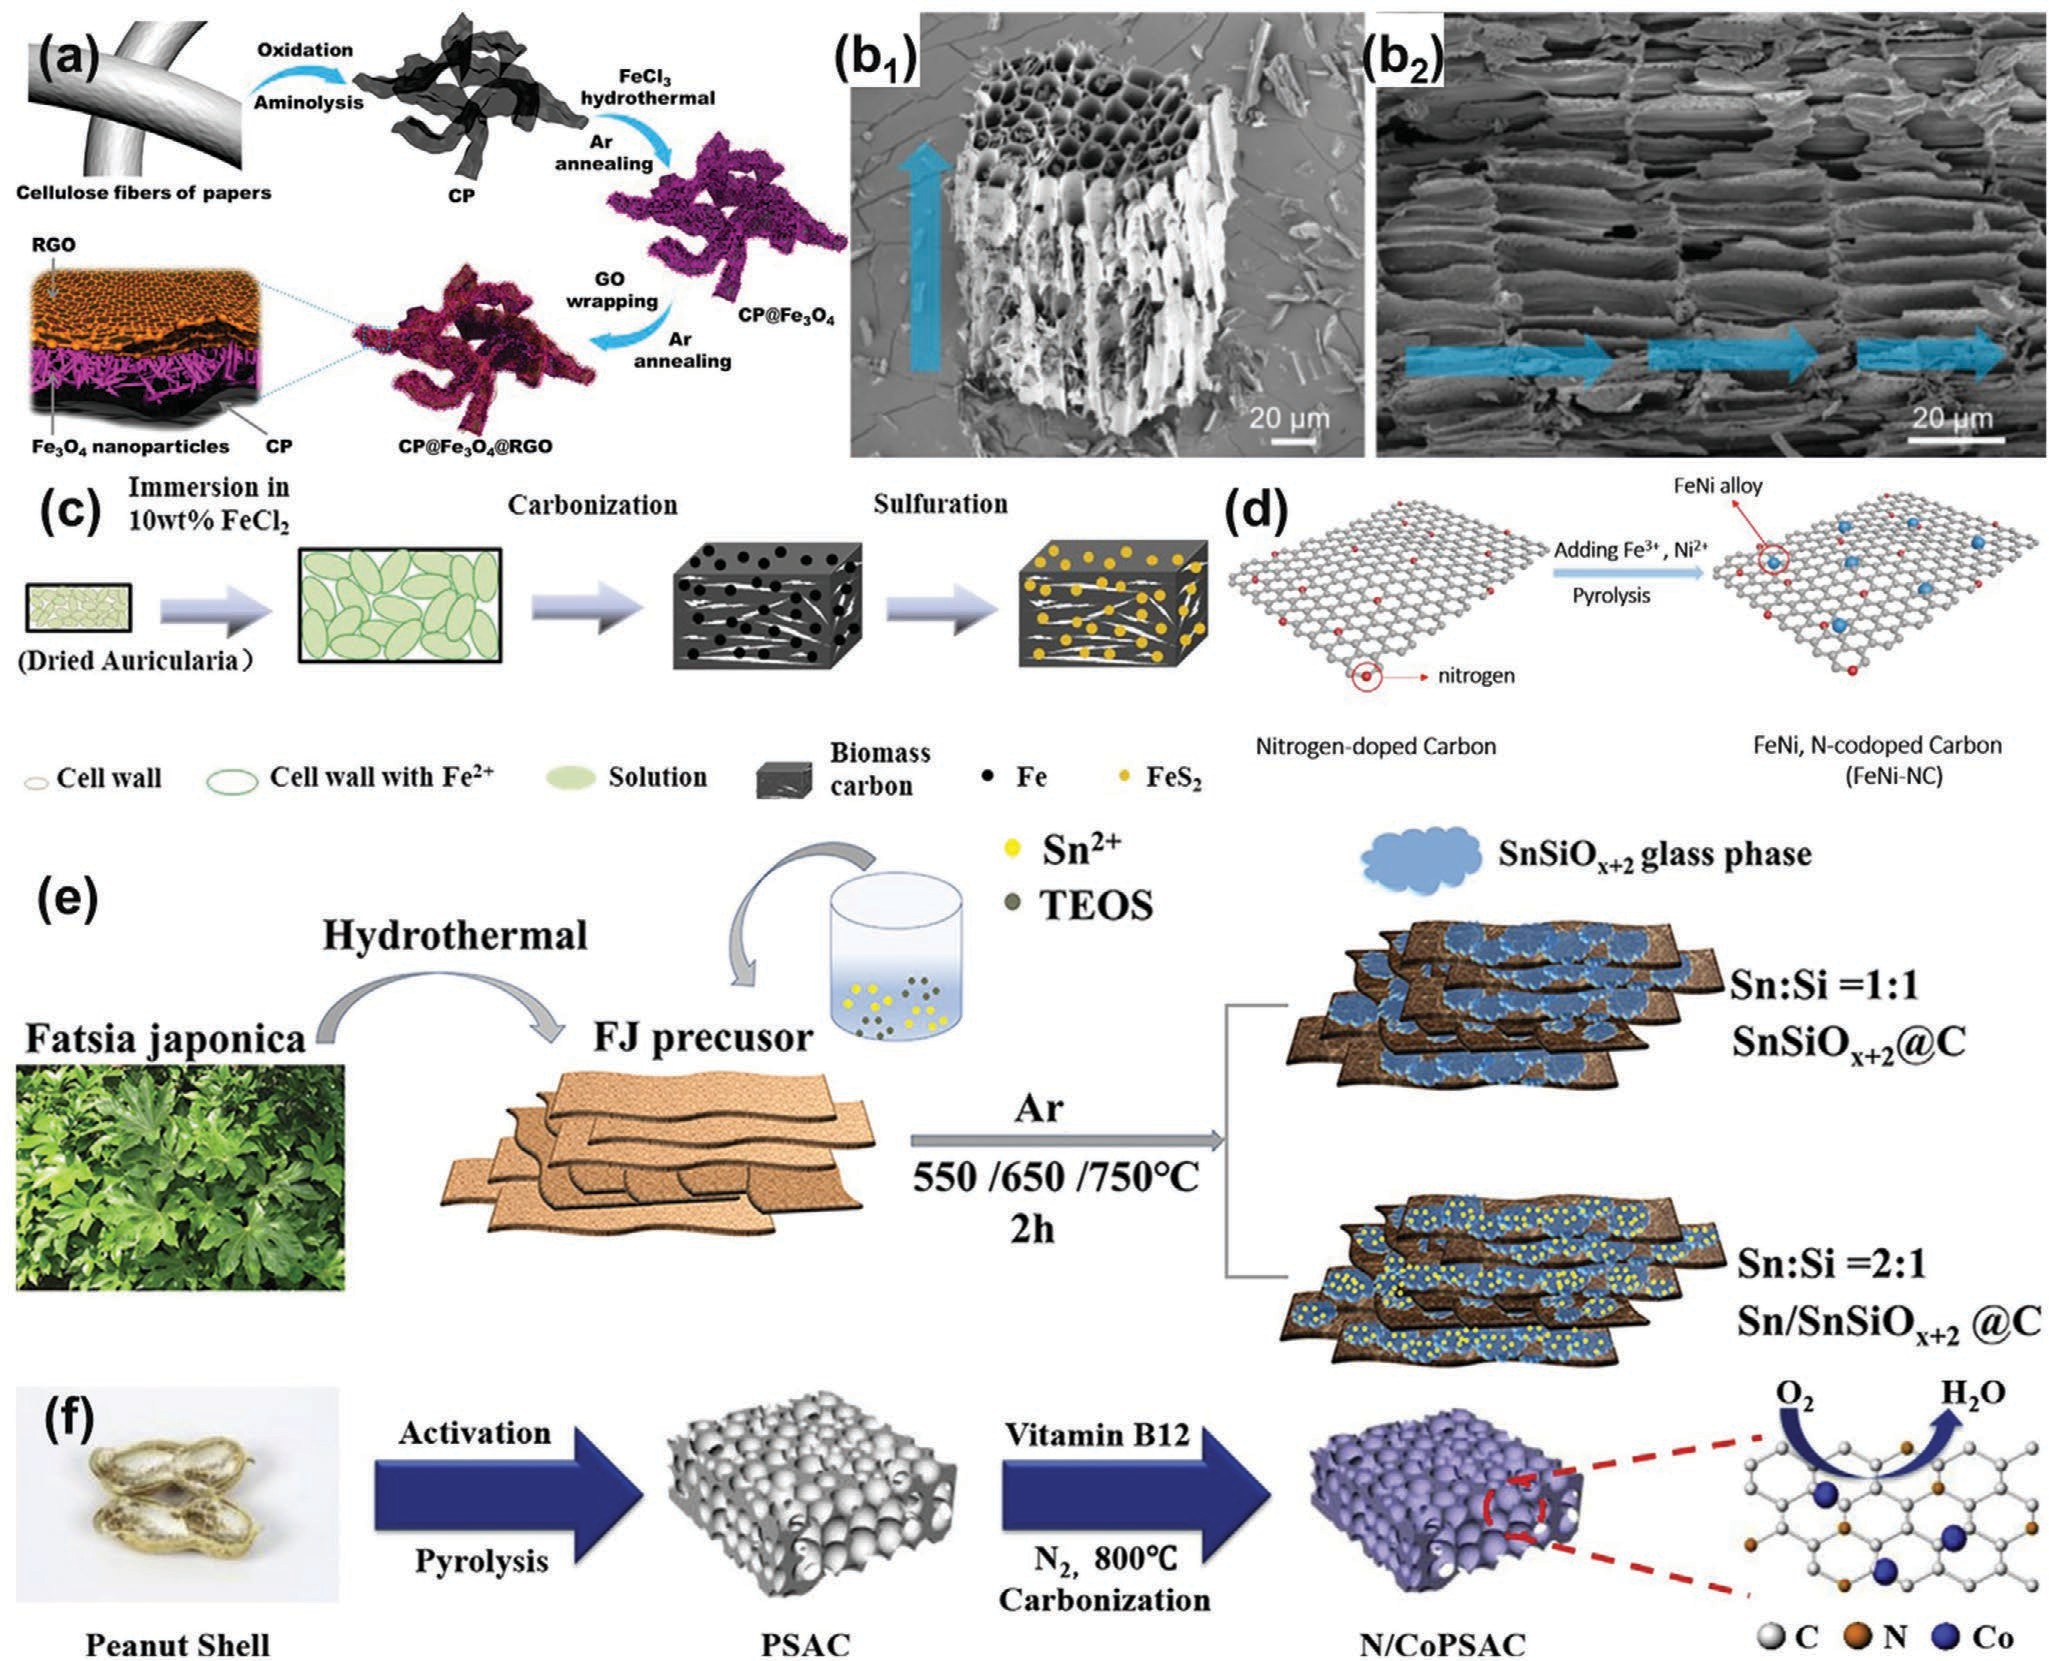 (a)
Oxidation
Aminolysis
Cellulose fibers of papers
CP
FeCl₃
hydrothermal
Ar
annealing
CP@Fe₃O₄
GO
wrapping
Ar
annealing
CP@Fe₃O₄@RGO
RGO
Fe₃O₄ nanoparticles
CP
(b₁)
20 µm
(b₂)
20 µm
(c)
Immersion in
10wt% FeCl₂
Carbonization
Sulfuration
(Dried Auricularia)
Cell wall
Cell wall with Fe²⁺
Solution
Biomass
carbon
Fe
FeS₂
(d)
FeNi alloy
Adding Fe³⁺ , Ni²⁺
Pyrolysis
nitrogen
Nitrogen-doped Carbon
FeNi, N-codoped Carbon
(FeNi-NC)
(e)
Sn²⁺
TEOS
SnSiOₓ₊₂ glass phase
Hydrothermal
Fatsia japonica
FJ precusor
Ar
550 /650 /750°C
2h
Sn:Si =1:1
SnSiOₓ₊₂@C
Sn:Si =2:1
Sn/SnSiOₓ₊₂ @C
(f)
Activation
Pyrolysis
Peanut Shell
PSAC
Vitamin B12
N₂, 800℃
Carbonization
N/CoPSAC
O₂
H₂O
C
N
Co